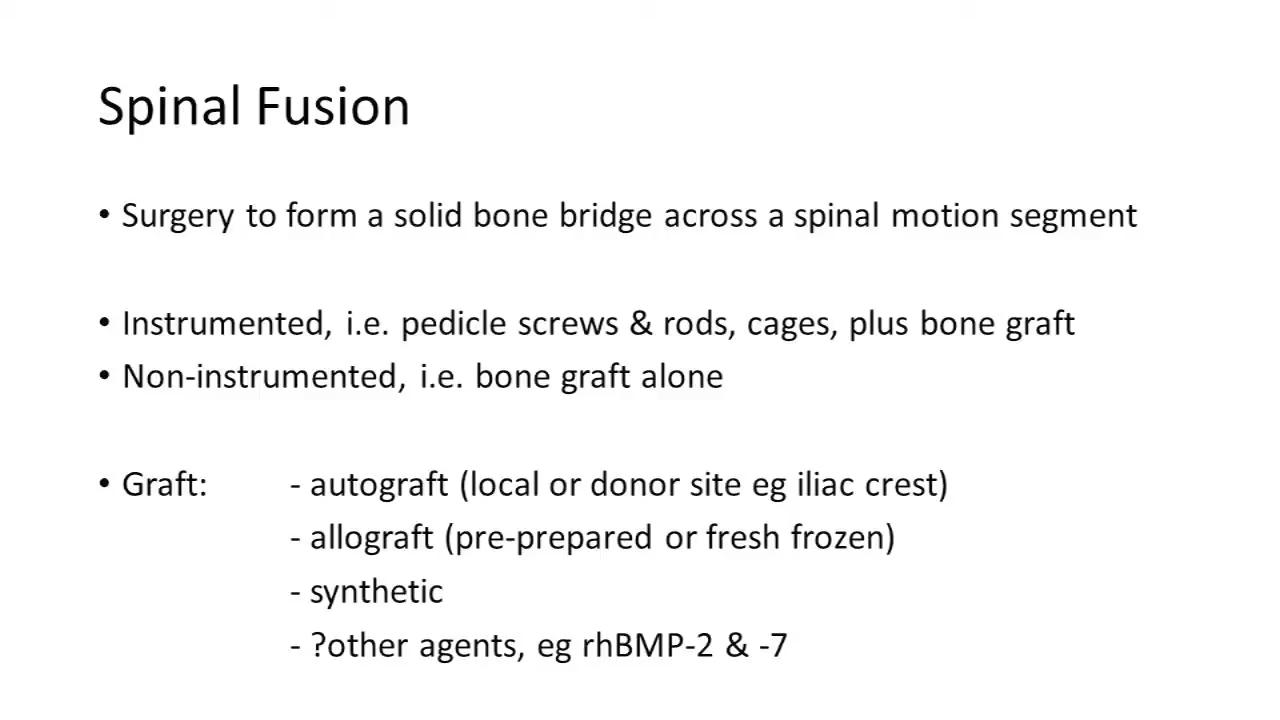 Spinal Fusion
• Surgery to form a solid bone bridge across a spinal motion segment
• Instrumented, i.e. pedicle screws & rods, cages, plus bone graft
• Non-instrumented, i.e. bone graft alone
• Graft: - autograft (local or donor site eg iliac crest)
- allograft (pre-prepared or fresh frozen)
- synthetic
- ?other agents, eg rhBMP-2 & -7